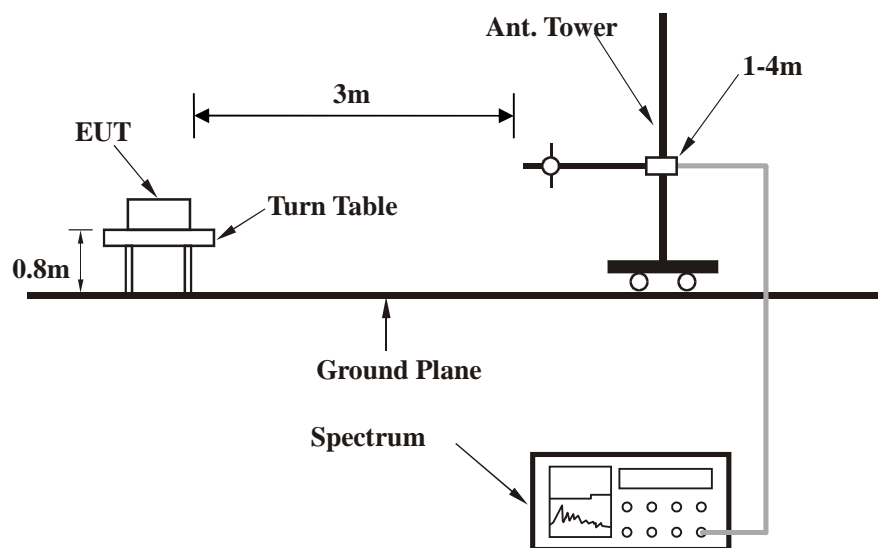 Ant. Tower
1-4m
3m
EUT
Turn Table
0.8m
Ground Plane
Spectrum